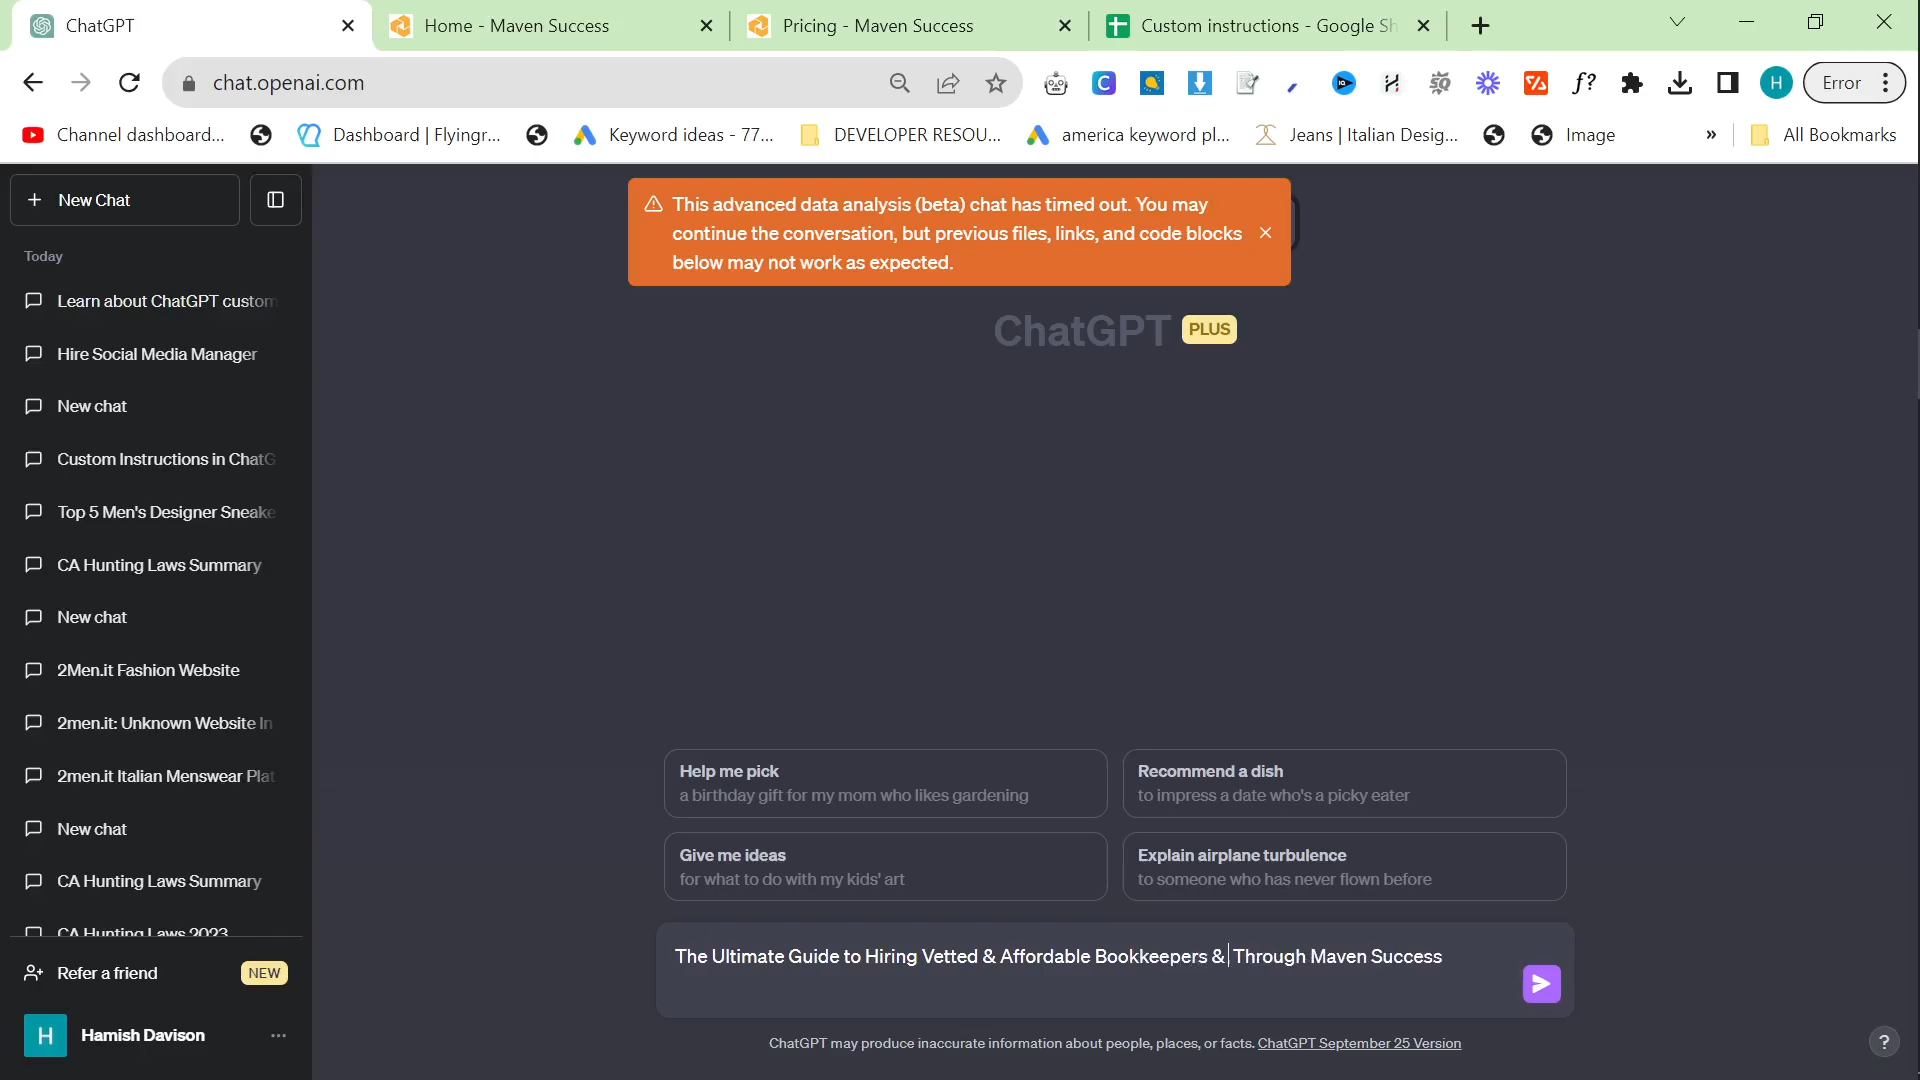 ChatGPT
Home - Maven Success
Pricing - Maven Success
Custom instructions - Google Sh
chat.openai.com
Error
Channel dashboard...
Dashboard | Flyingr...
Keyword ideas - 77...
DEVELOPER RESOU...
america keyword pl...
Jeans | Italian Desig...
Image
»
All Bookmarks
New Chat
Today
Learn about ChatGPT custom
Hire Social Media Manager
New chat
Custom Instructions in ChatG
Top 5 Men's Designer Sneake
CA Hunting Laws Summary
New chat
2Men.it Fashion Website
2men.it: Unknown Website In
2men.it Italian Menswear Plat
New chat
CA Hunting Laws Summary
CA Hunting Laws 2023
Refer a friend
NEW
H
Hamish Davison
This advanced data analysis (beta) chat has timed out. You may
continue the conversation, but previous files, links, and code blocks
below may not work as expected.
ChatGPT PLUS
Help me pick
a birthday gift for my mom who likes gardening
Recommend a dish
to impress a date who's a picky eater
Give me ideas
for what to do with my kids' art
Explain airplane turbulence
to someone who has never flown before
The Ultimate Guide to Hiring Vetted & Affordable Bookkeepers & Through Maven Success
ChatGPT may produce inaccurate information about people, places, or facts. ChatGPT September 25 Version
?